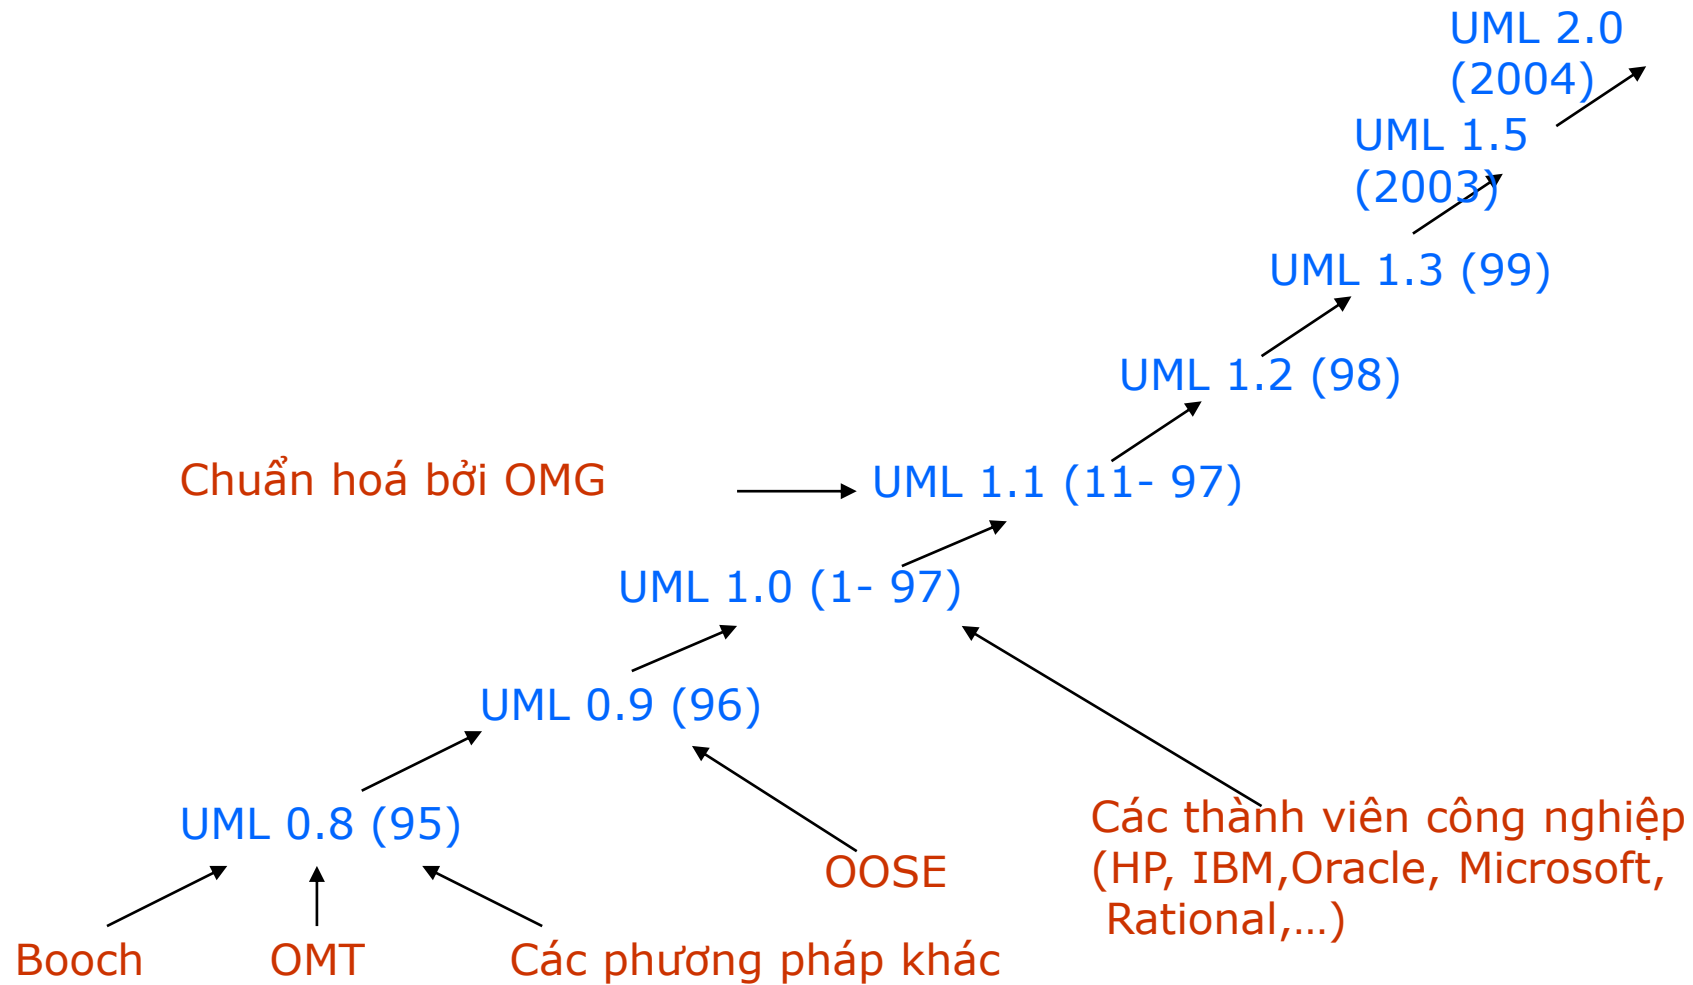 UML 2.0
(2004)
UML 1.5
(2003)
UML 1.3 (99)
UML 1.2 (98)
Chuẩn hoá bởi OMG
UML 1.1 (11- 97)
UML 1.0 (1- 97)
UML 0.9 (96)
UML 0.8 (95)
OOSE
Các thành viên công nghiệp
(HP, IBM,Oracle, Microsoft,
Rational,…)
Booch
OMT
Các phương pháp khác